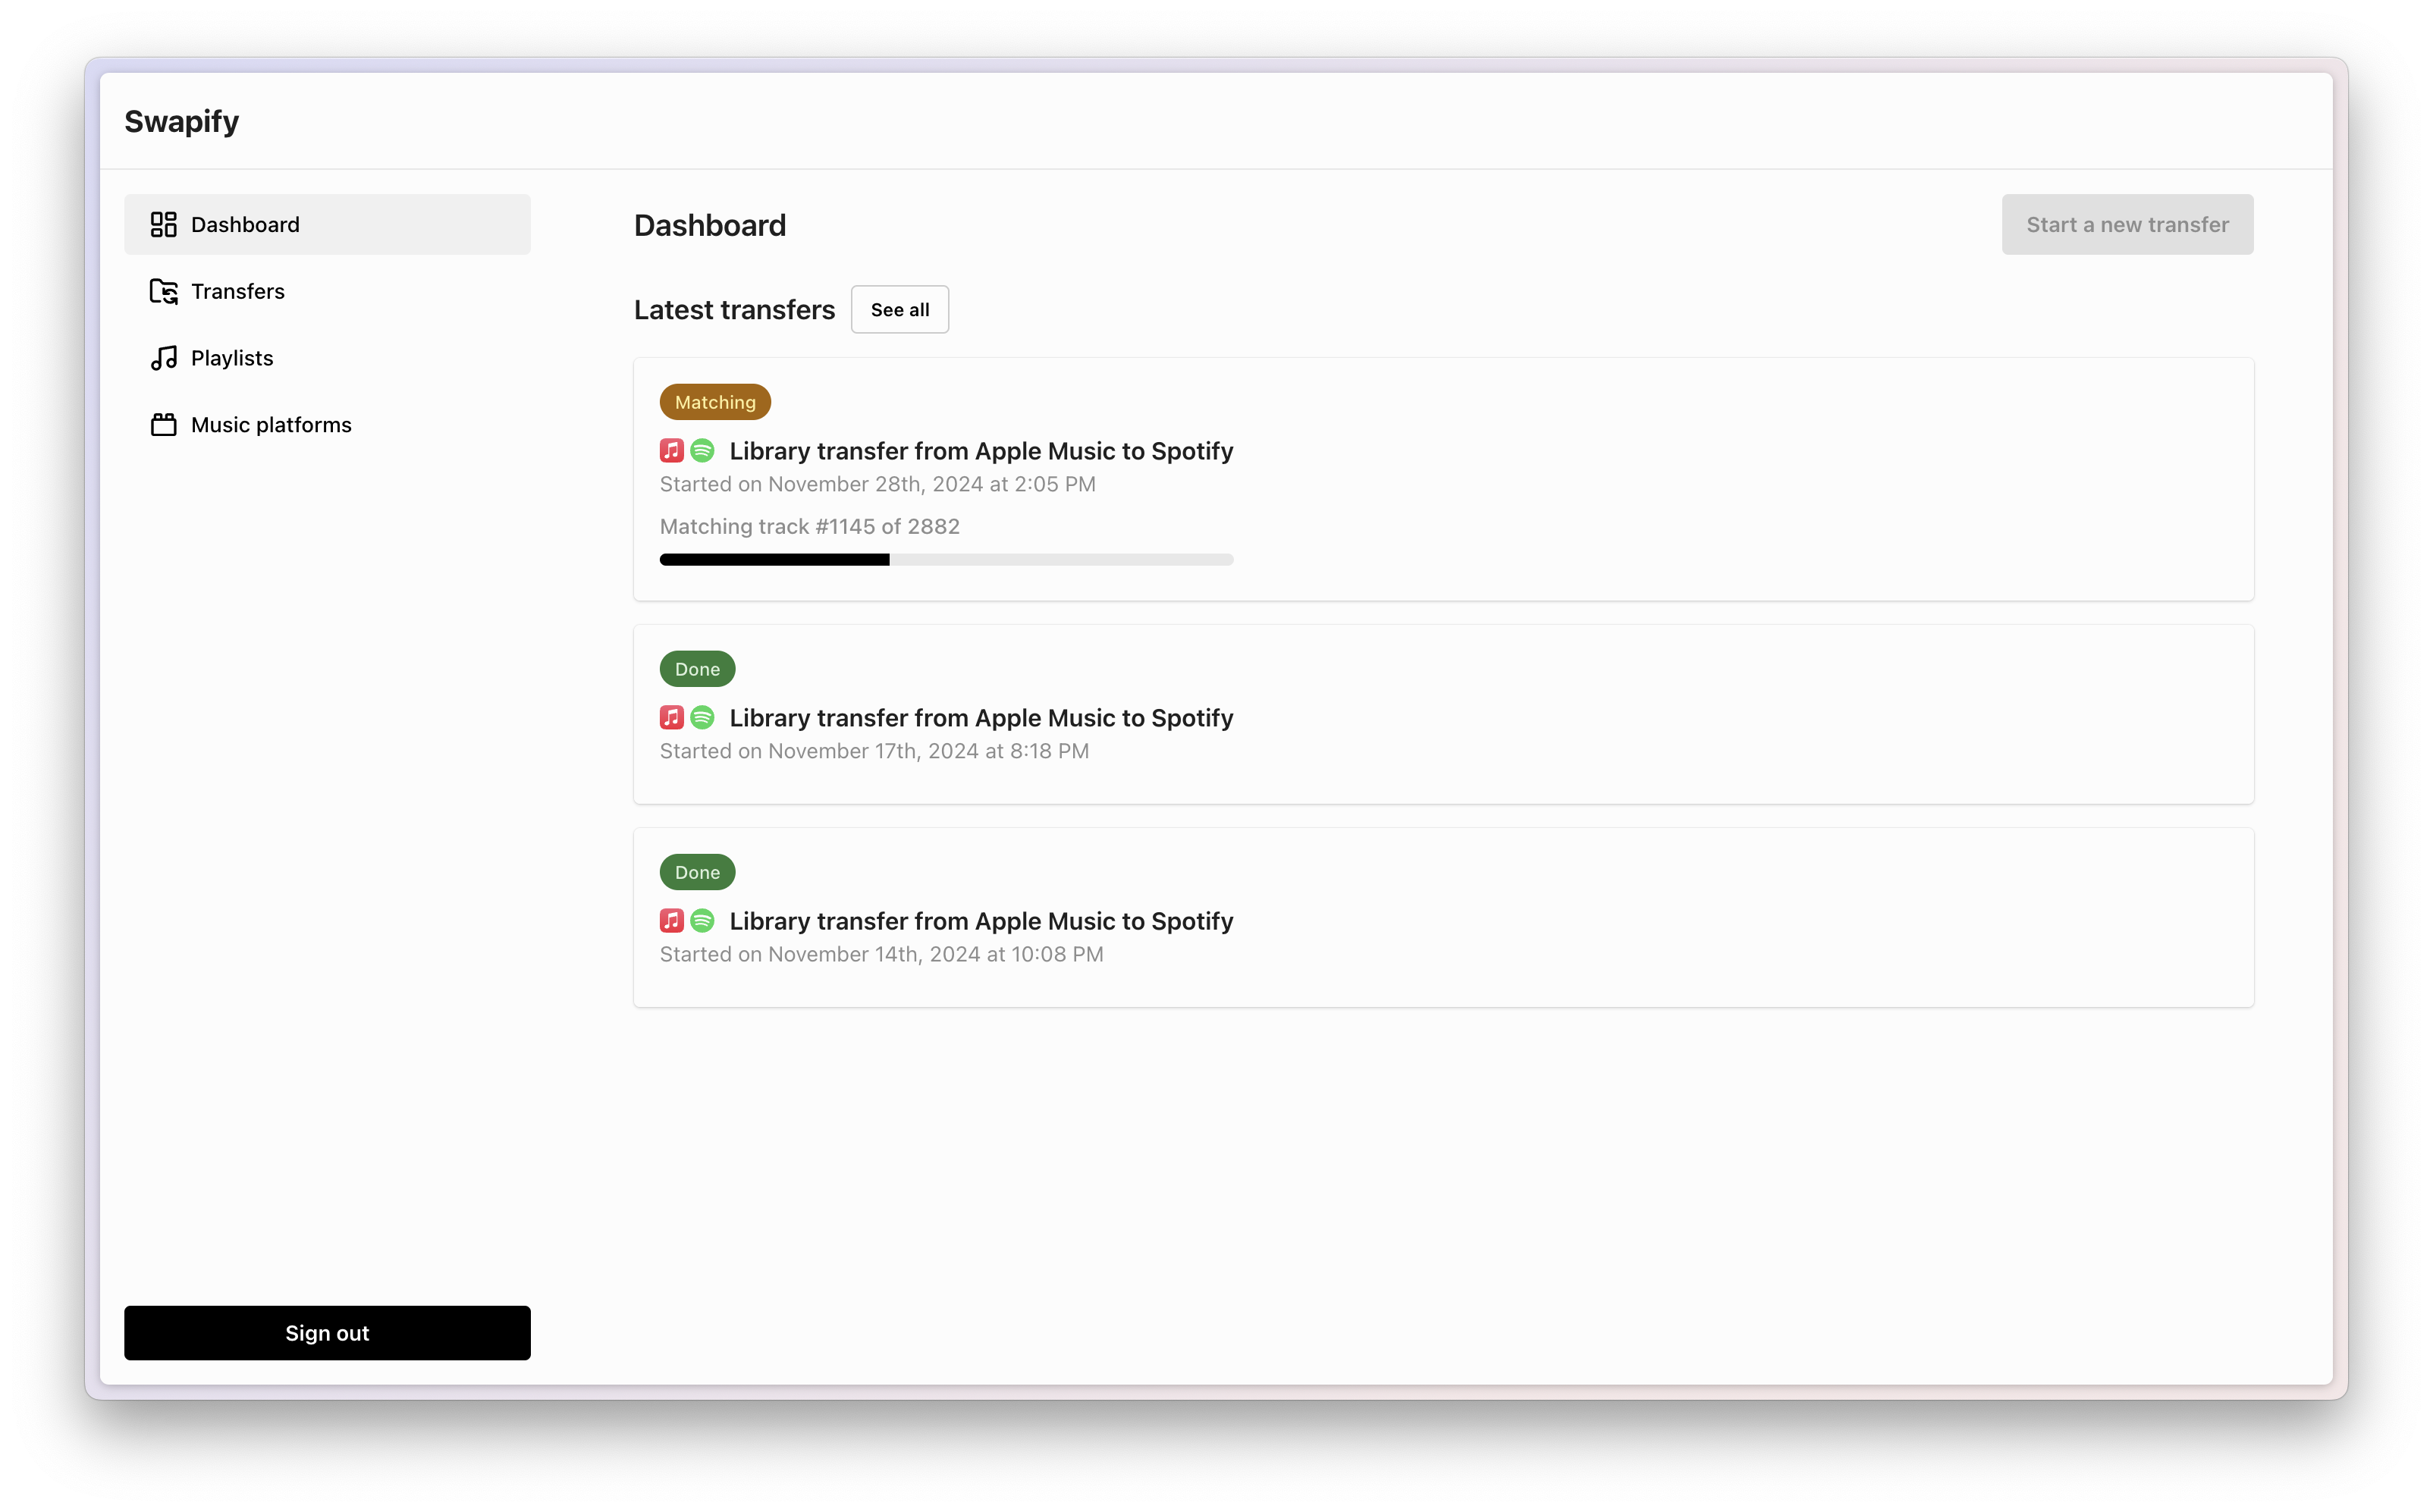 Swapify
Dashboard
Transfers
Playlists
Music platforms
Sign out
Dashboard
Start a new transfer
Latest transfers
See all
Matching
Library transfer from Apple Music to Spotify
Started on November 28th, 2024 at 2:05 PM
Matching track #1145 of 2882
Done
Library transfer from Apple Music to Spotify
Started on November 17th, 2024 at 8:18 PM
Done
Library transfer from Apple Music to Spotify
Started on November 14th, 2024 at 10:08 PM